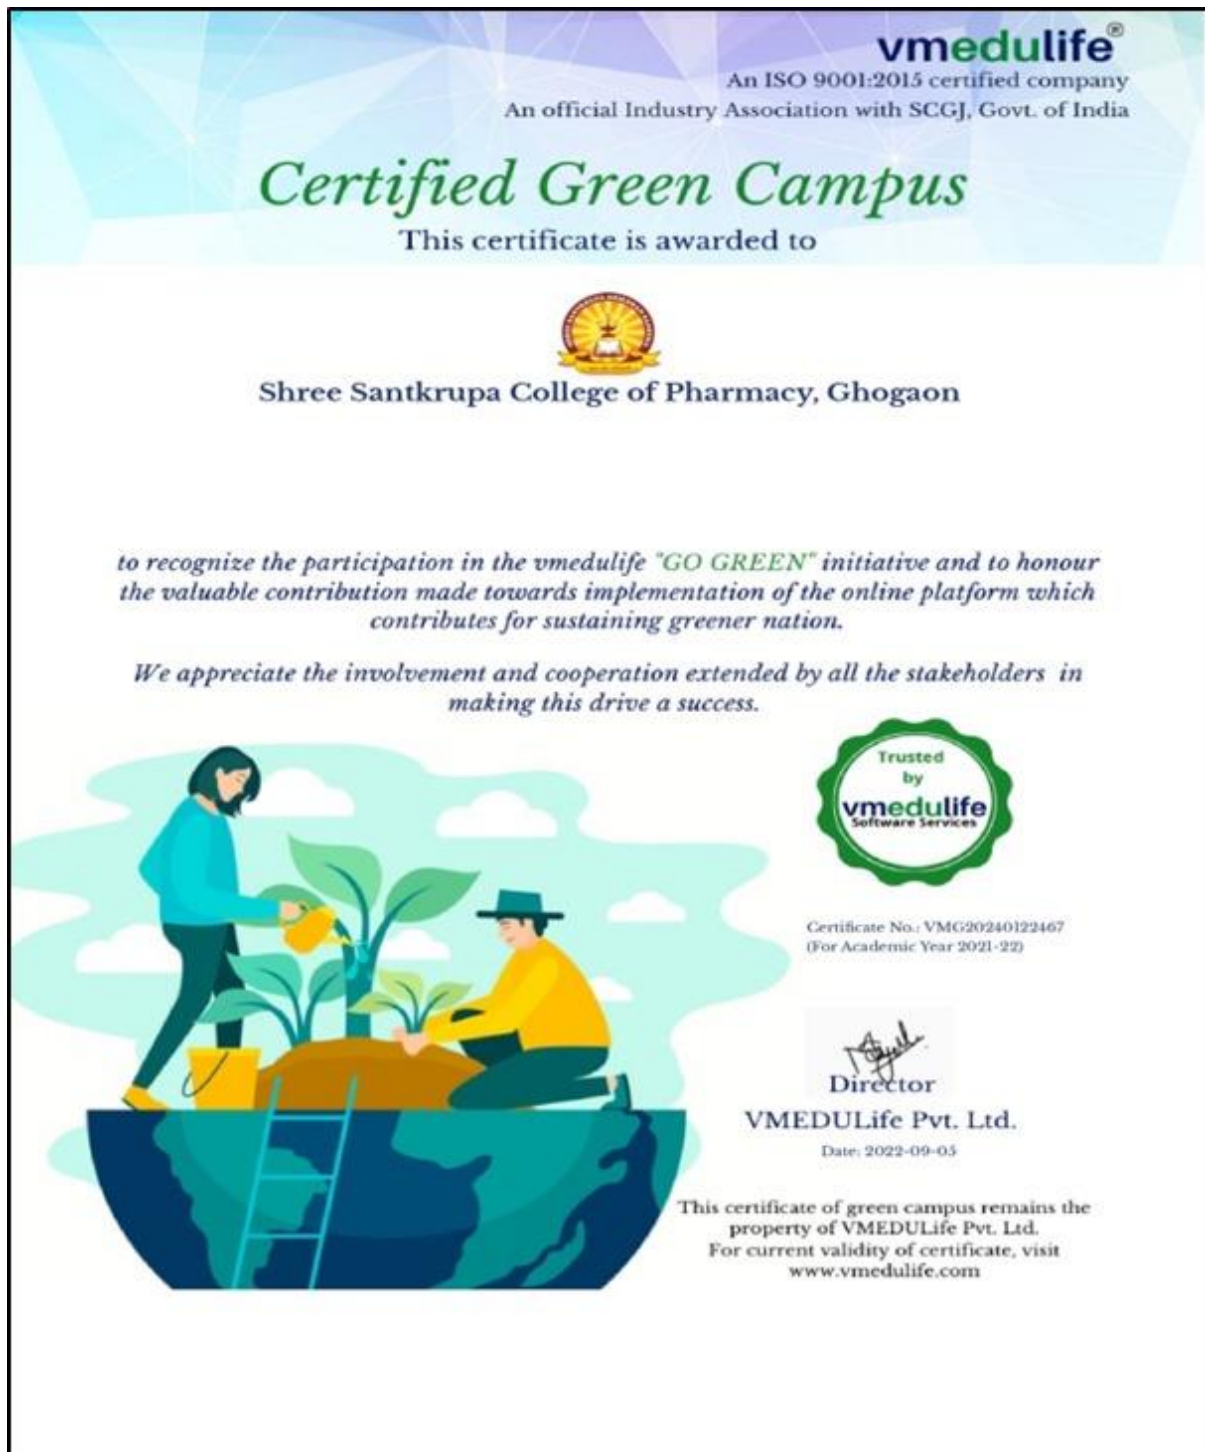 vmedulife®
An ISO 9001:2015 certified company
An official Industry Association with SCGJ, Govt. of India
Certified Green Campus
This certificate is awarded to
Shree Santkrupa College of Pharmacy, Ghogaon
to recognize the participation in the vmedulife "GO GREEN" initiative and to honour
the valuable contribution made towards implementation of the online platform which
contributes for sustaining greener nation.
We appreciate the involvement and cooperation extended by all the stakeholders in
making this drive a success.
Trusted
by
vmedulife
Software Services
Certificate No.: VMG20240122467
(For Academic Year 2021-22)
Director
VMEDULife Pvt. Ltd.
Date: 2022-09-05
This certificate of green campus remains the
property of VMEDULife Pvt. Ltd.
For current validity of certificate, visit
www.vmedulife.com